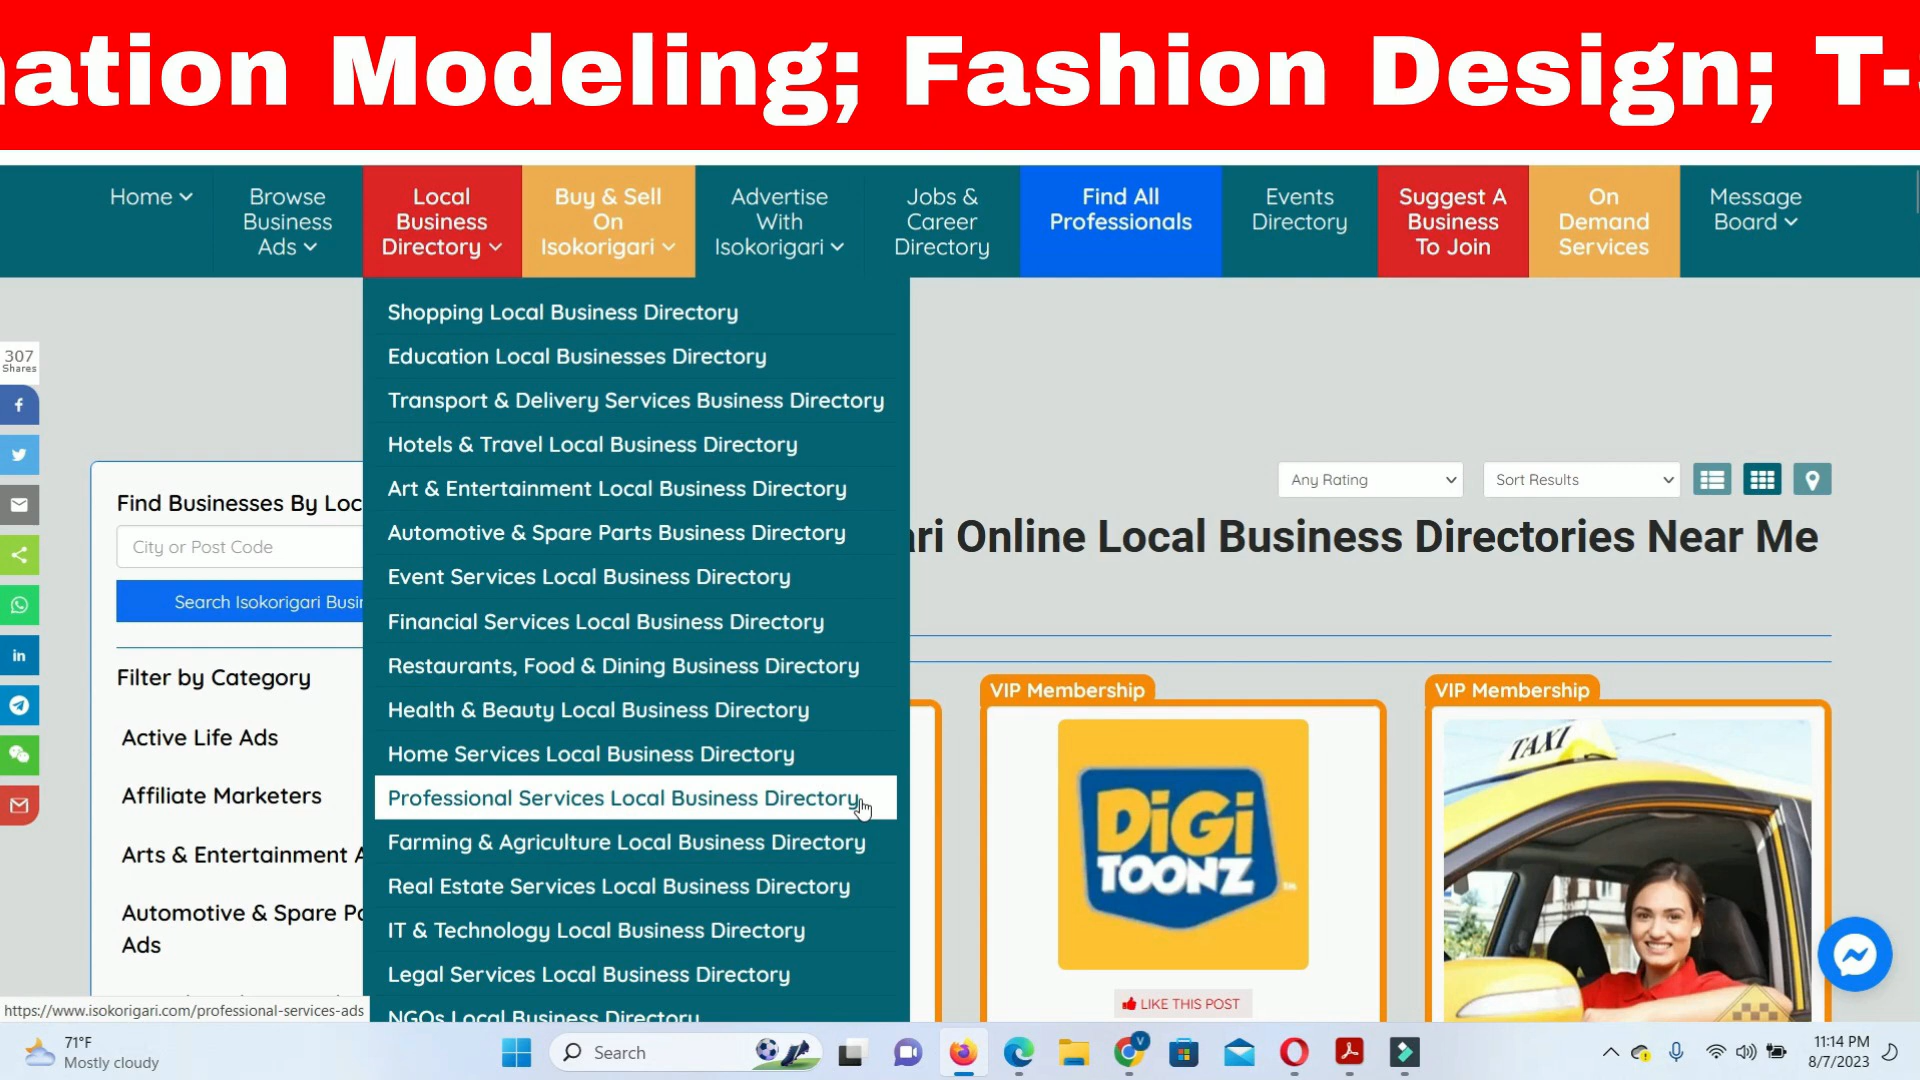 nation Modeling; Fashion Design; T-
Home
Browse
Business
Ads
Local
Business
Directory
Buy & Sell
On
Isokorigari
Advertise
With
Isokorigari
Jobs &
Career
Directory
Find All
Professionals
Events
Directory
Suggest A
Business
To Join
On
Demand
Services
Message
Board
Shopping Local Business Directory
Education Local Businesses Directory
Transport & Delivery Services Business Directory
Hotels & Travel Local Business Directory
Art & Entertainment Local Business Directory
Automotive & Spare Parts Business Directory
Event Services Local Business Directory
Financial Services Local Business Directory
Restaurants, Food & Dining Business Directory
Health & Beauty Local Business Directory
Home Services Local Business Directory
Professional Services Local Business Directory
Farming & Agriculture Local Business Directory
Real Estate Services Local Business Directory
IT & Technology Local Business Directory
Legal Services Local Business Directory
NGOs Local Business Directory
307
Shares
Find Businesses By Loc
City or Post Code
Search Isokorigari Busin
Filter by Category
Active Life Ads
Affiliate Marketers
Arts & Entertainment A
Automotive & Spare Pa
Ads
Any Rating
Sort Results
ari Online Local Business Directories Near Me
VIP Membership
DiGi
TOONZ
LIKE THIS POST
VIP Membership
TAXI
https://www.isokorigari.com/professional-services-ads
71°F
Mostly cloudy
Search
V
11:14 PM
8/7/2023